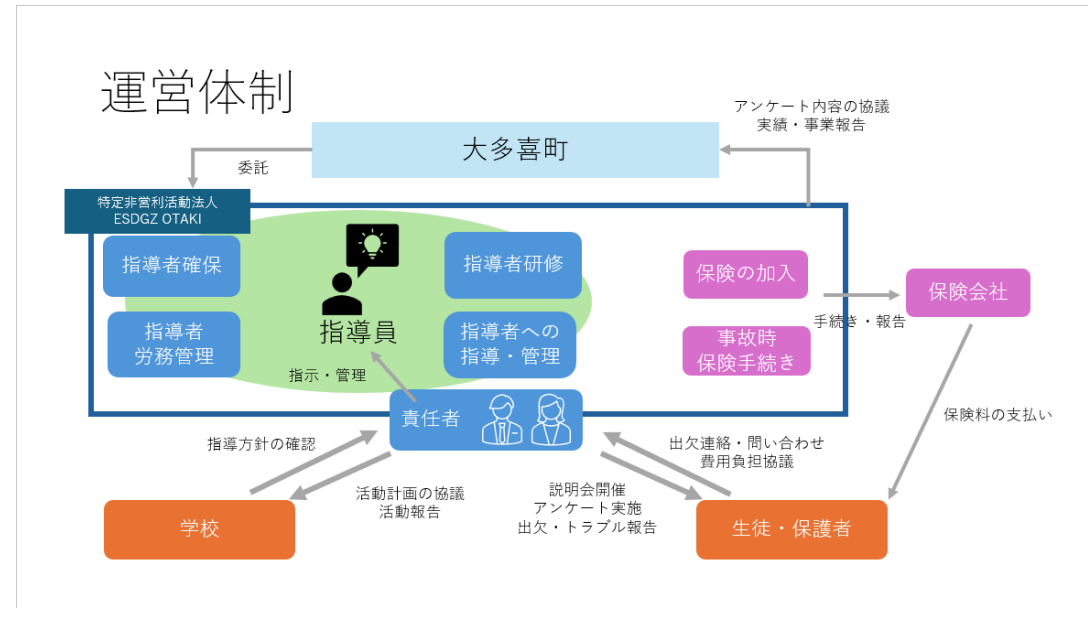 運営体制
アンケート内容の協議
実績・事業報告
大多喜町
委託
特定非営利活動法人
ESDGZ OTAKI
指導者確保
指導者研修
保険の加入
保険会社
手続き・報告
指導員
指導者
労務管理
指導者への
指導・管理
事故時
保険手続き
指示・管理
責任者
保険料の支払い
指導方針の確認
出欠連絡・問い合わせ
費用負担協議
活動計画の協議
活動報告
説明会開催
アンケート実施
出欠・トラブル報告
学校
生徒・保護者